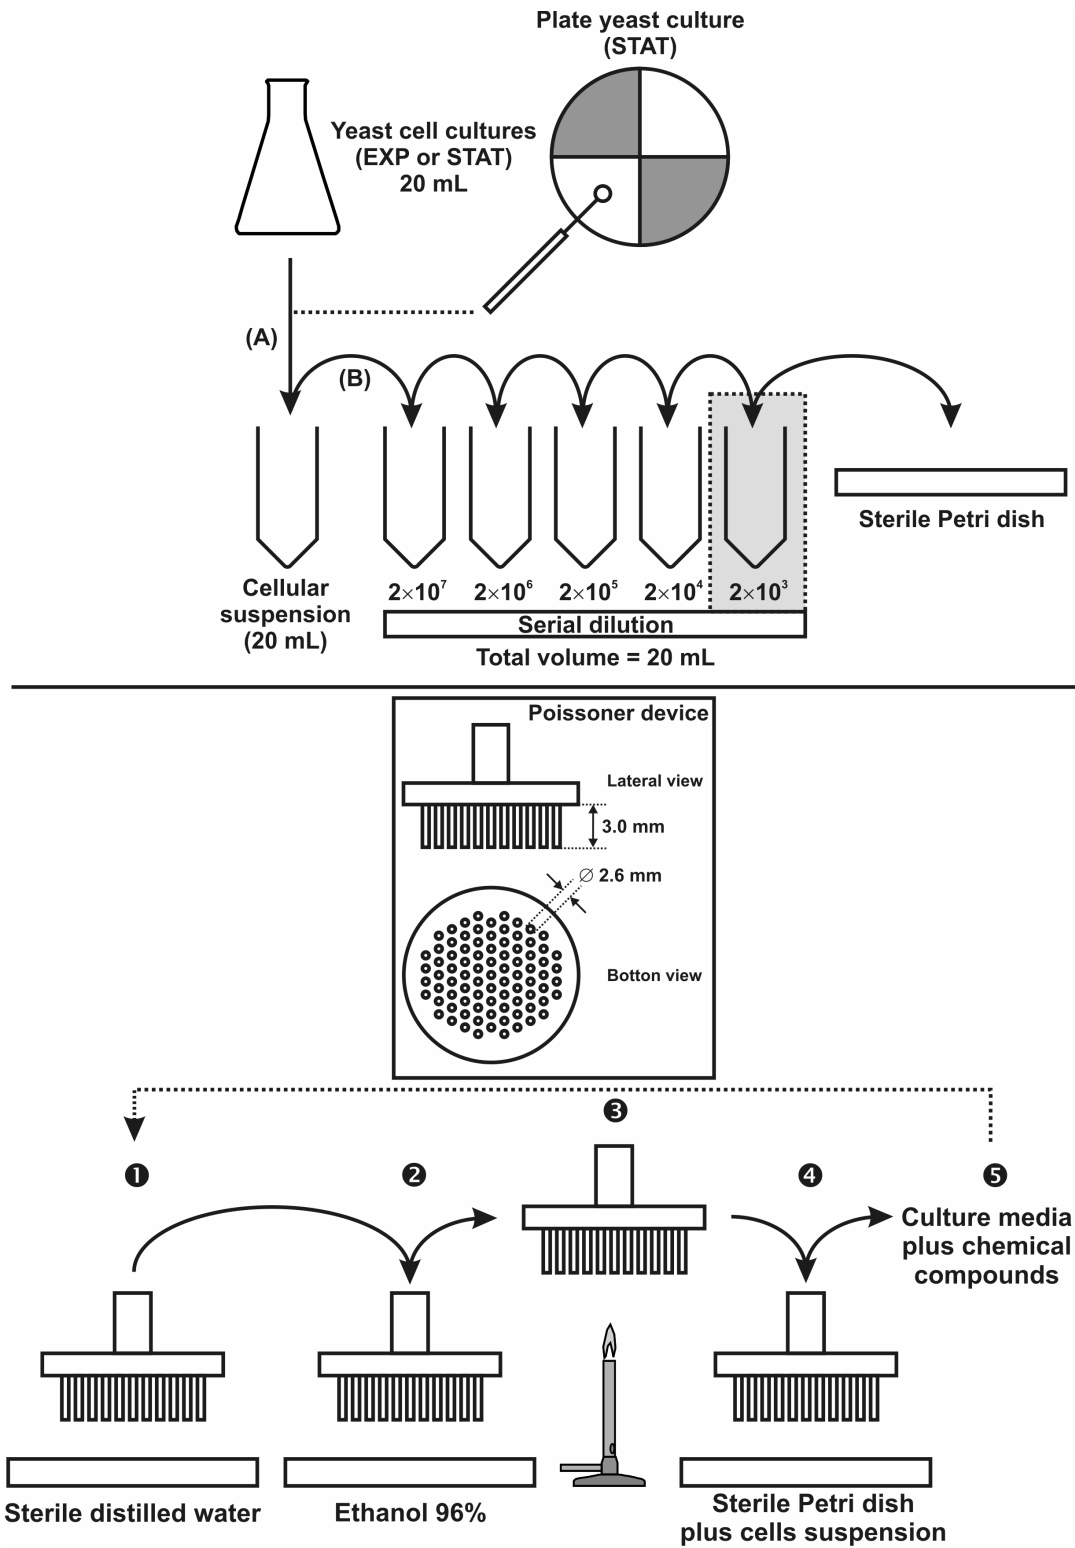 Plate yeast culture
(STAT)
Yeast cell cultures
(EXP or STAT)
20 mL
(A)
(B)
Sterile Petri dish
Cellular
suspension
(20 mL)
2×10⁷ 2×10⁶ 2×10⁵ 2×10⁴ 2×10³
Serial dilution
Total volume = 20 mL
Poissoner device
Lateral view
3.0 mm
∅ 2.6 mm
Botton view
❸
❶ ❷ ❹ ❺
Culture media
plus chemical
compounds
Sterile distilled water
Ethanol 96%
Sterile Petri dish
plus cells suspension